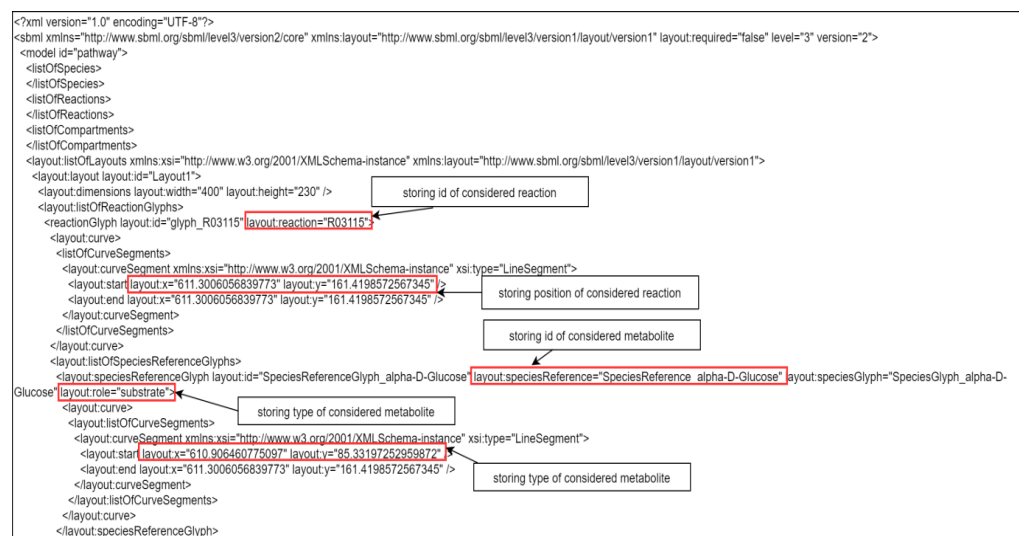 <?xml version="1.0" encoding="UTF-8"?>
<sbml xmlns="http://www.sbml.org/sbml/level3/version2/core" xmlns:layout="http://www.sbml.org/sbml/level3/version1/layout/version1" layout:required="false" level="3" version="2">
<model id="pathway">
<listOfSpecies>
</listOfSpecies>
<listOfReactions>
</listOfReactions>
<listOfCompartments>
</listOfCompartments>
<layout:listOfLayouts xmlns:xsi="http://www.w3.org/2001/XMLSchema-instance" xmlns:layout="http://www.sbml.org/sbml/level3/version1/layout/version1">
<layout:layout layout:id="Layout1">
<layout:dimensions layout:width="400" layout:height="230" />
storing id of considered reaction
<layout:listOfReactionGlyphs>
<reactionGlyph layout:id="glyph_R03115" layout:reaction="R03115">
<layout:curve>
<listOfCurveSegments>
<layout:curveSegment xmlns:xsi="http://www.w3.org/2001/XMLSchema-instance" xsi:type="LineSegment">
<layout:start layout:x="611.3006056839773" layout:y="161.4198572567345" />
storing position of considered reaction
<layout:end layout:x="611.3006056839773" layout:y="161.4198572567345" />
</layout:curveSegment>
</listOfCurveSegments>
storing id of considered metabolite
</layout:curve>
<layout:listOfSpeciesReferenceGlyphs>
<layout:speciesReferenceGlyph layout:id="SpeciesReferenceGlyph_alpha-D-Glucose" layout:speciesReference="SpeciesReference_alpha-D-Glucose" layout:speciesGlyph="SpeciesGlyph_alpha-D-
Glucose" layout:role="substrate">
storing type of considered metabolite
<layout:curve>
<layout:listOfCurveSegments>
<layout:curveSegment xmlns:xsi="http://www.w3.org/2001/XMLSchema-instance" xsi:type="LineSegment">
<layout:start layout:x="610.906460775097" layout:y="85.33197252959872" />
<layout:end layout:x="611.3006056839773" layout:y="161.4198572567345" />
storing type of considered metabolite
</layout:curveSegment>
</layout:listOfCurveSegments>
</layout:curve>
</layout:speciesReferenceGlyph>